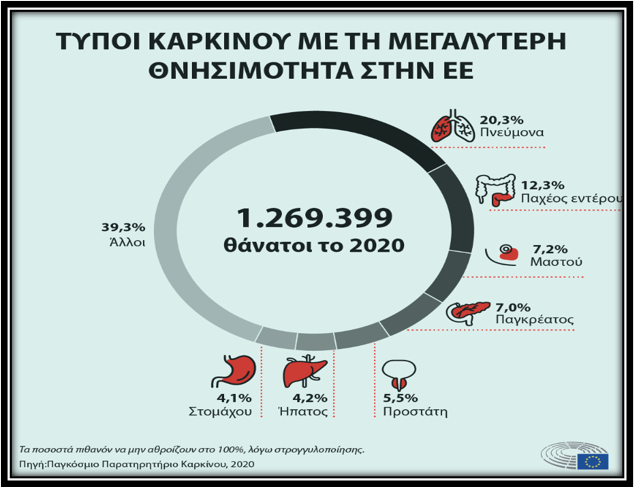 ΤΥΠΟΙ ΚΑΡΚΙΝΟΥ ΜΕ ΤΗ ΜΕΓΑΛΥΤΕΡΗ
ΘΝΗΣΙΜΟΤΗΤΑ ΣΤΗΝ ΕΕ
20,3%
Πνεύμονα
12,3%
Παχέος εντέρου
39,3%
Άλλοι
1.269.399
θάνατοι το 2020
7,2%
Μαστού
7,0%
Παγκρέατος
4,1%
Στομάχου
4,2%
Ήπατος
5,5%
Προστάτη
Τα ποσοστά πιθανόν να μην αθροίζουν στο 100%, λόγω στρογγυλοποίησης.
Πηγή:Παγκόσμιο Παρατηρητήριο Καρκίνου, 2020